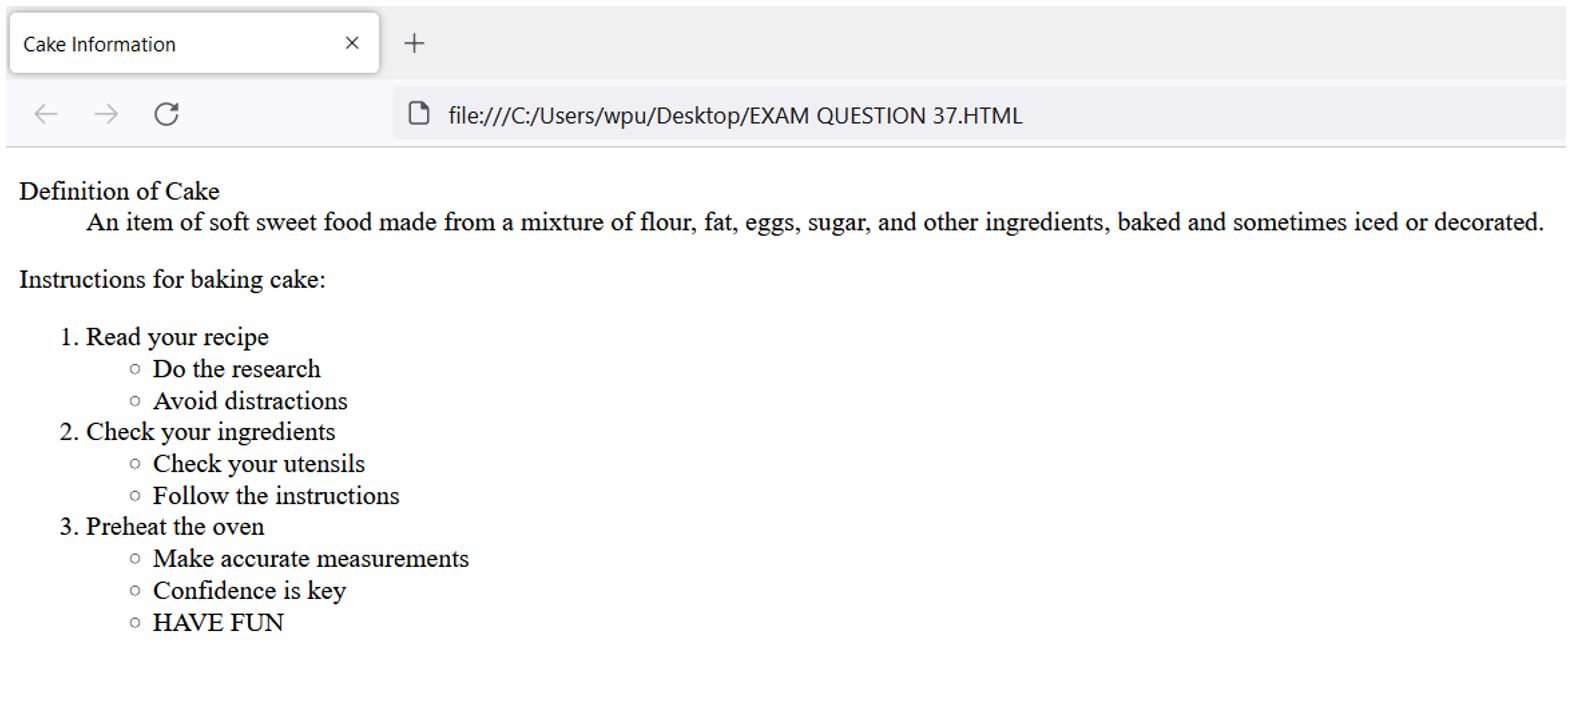 Cake Information
file:///C:/Users/wpu/Desktop/EXAM QUESTION 37.HTML
Definition of Cake
An item of soft sweet food made from a mixture of flour, fat, eggs, sugar, and other ingredients, baked and sometimes iced or decorated.
Instructions for baking cake:
1. Read your recipe
○ Do the research
○ Avoid distractions
2. Check your ingredients
○ Check your utensils
○ Follow the instructions
3. Preheat the oven
○ Make accurate measurements
○ Confidence is key
○ HAVE FUN